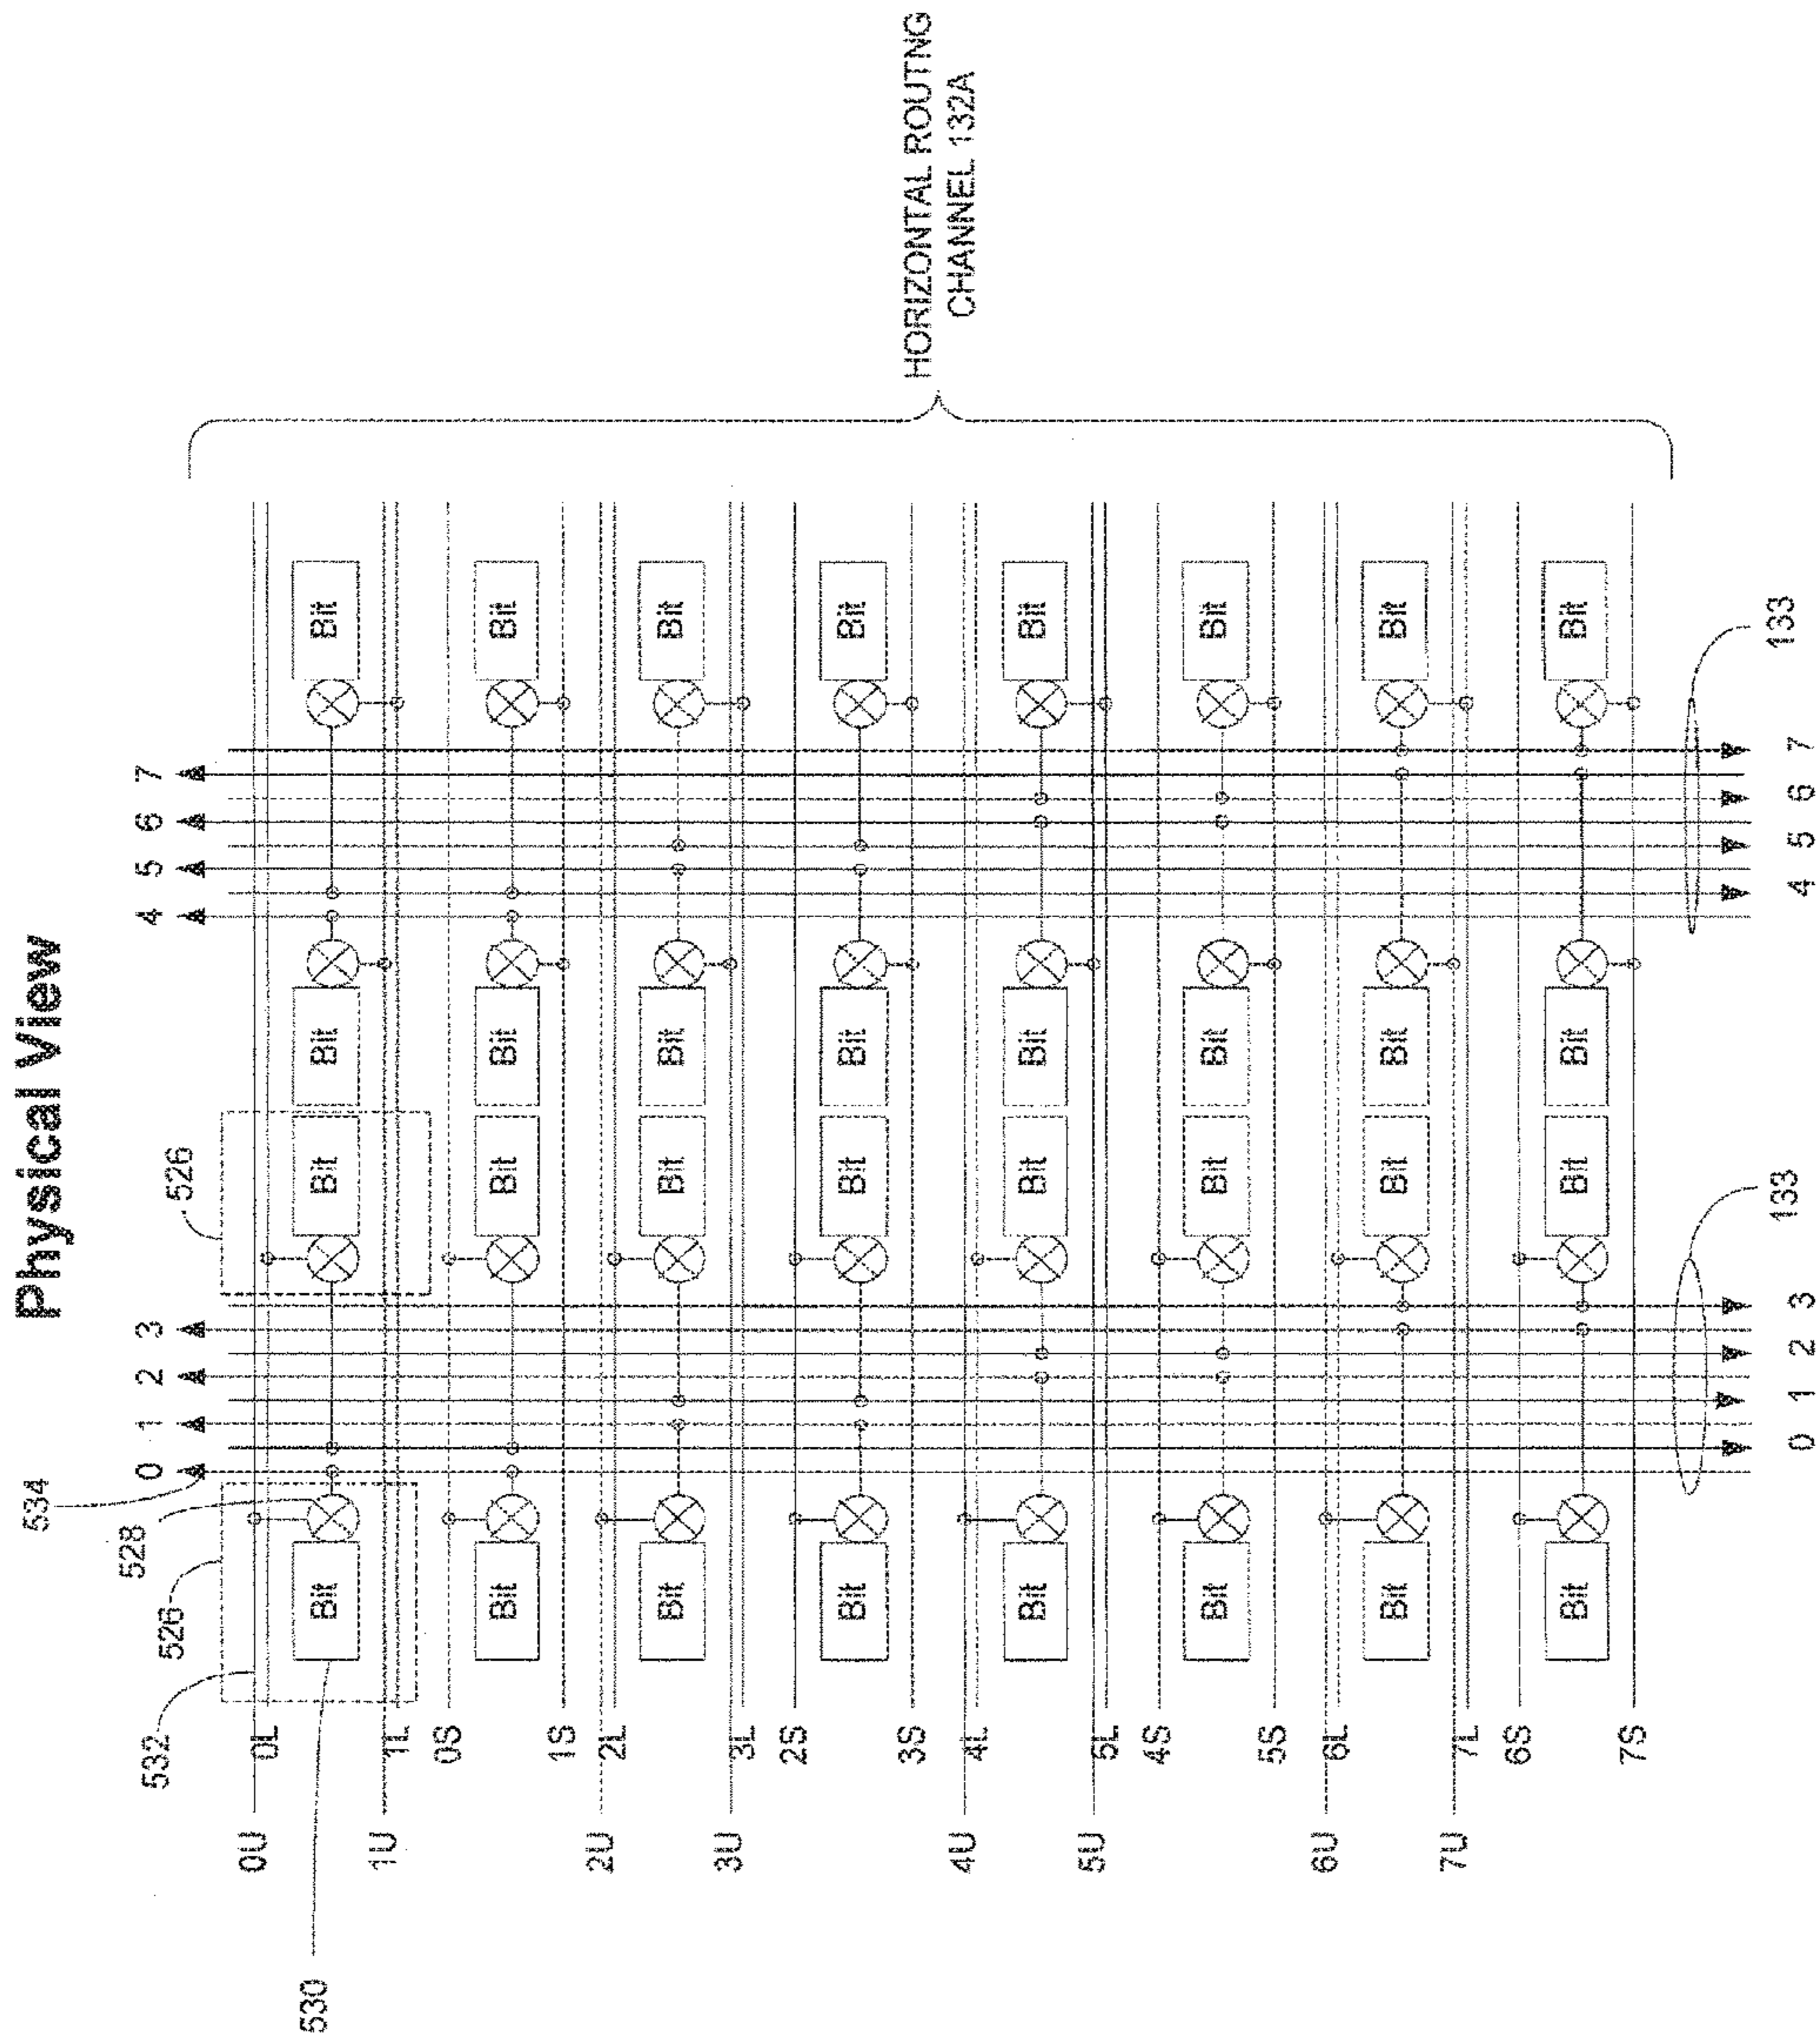 Physical View
534
528
0 1 2 3 4 5 6 7
532 526 526
0U 0L
530
Bit Bit Bit Bit
1U 1L
0S
Bit Bit Bit Bit
1S
2U 2L
Bit Bit Bit Bit
3U 3L
2S
Bit Bit Bit Bit
3S
HORIZONTAL ROUTNG
CHANNEL 132A
4U 4L
Bit Bit Bit Bit
5U 5L
4S
Bit Bit Bit Bit
5S
6U 6L
Bit Bit Bit Bit
7U 7L
6S
Bit Bit Bit Bit
7S
133 133
0 1 2 3 4 5 6 7